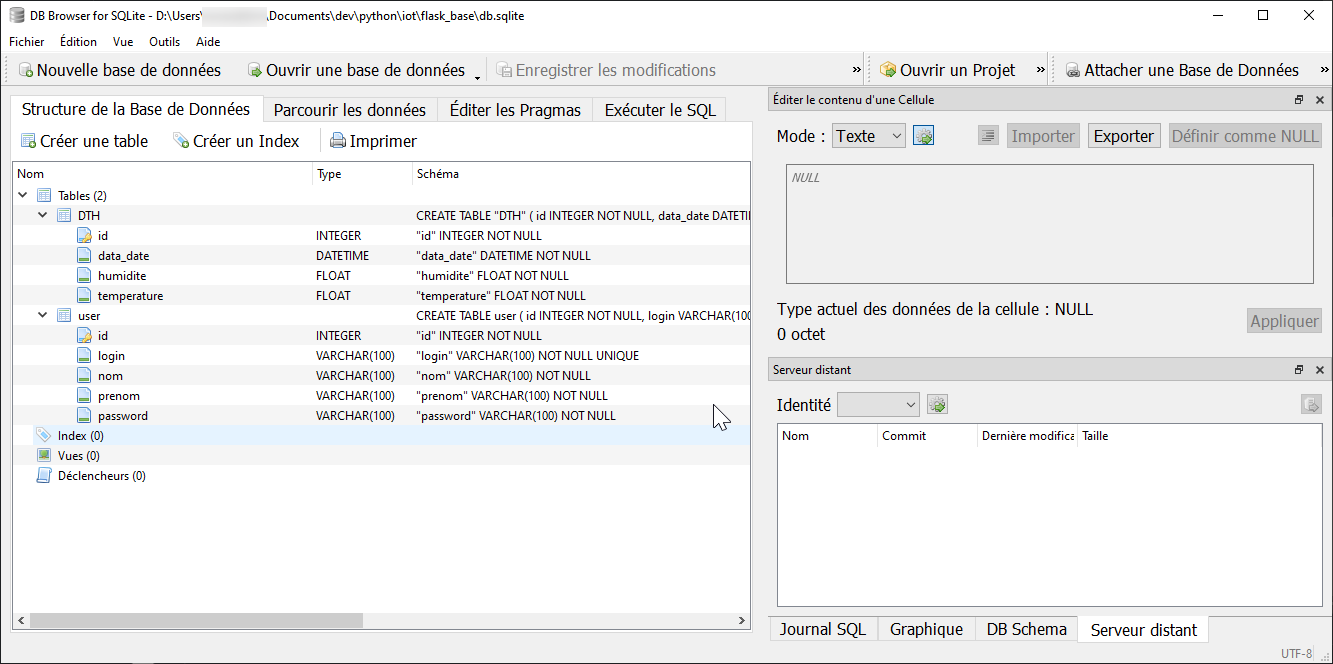 DB Browser for SQLite - D:\Users\ \Documents\dev\python\iot\flask_base\db.sqlite
Fichier Édition Vue Outils Aide
Nouvelle base de données Ouvrir une base de données Enregistrer les modifications » Ouvrir un Projet » Attacher une Base de Données »
Structure de la Base de Données Parcourir les données Éditer les Pragmas Exécuter le SQL
Créer une table Créer un Index Imprimer
Nom Type Schéma
Tables (2)
DTH CREATE TABLE "DTH" ( id INTEGER NOT NULL, data_date DATETI
id INTEGER "id" INTEGER NOT NULL
data_date DATETIME "data_date" DATETIME NOT NULL
humidite FLOAT "humidite" FLOAT NOT NULL
temperature FLOAT "temperature" FLOAT NOT NULL
user CREATE TABLE user ( id INTEGER NOT NULL, login VARCHAR(100
id INTEGER "id" INTEGER NOT NULL
login VARCHAR(100) "login" VARCHAR(100) NOT NULL UNIQUE
nom VARCHAR(100) "nom" VARCHAR(100) NOT NULL
prenom VARCHAR(100) "prenom" VARCHAR(100) NOT NULL
password VARCHAR(100) "password" VARCHAR(100) NOT NULL
Index (0)
Vues (0)
Déclencheurs (0)
Éditer le contenu d'une Cellule
Mode : Texte Importer Exporter Définir comme NULL
NULL
Type actuel des données de la cellule : NULL
0 octet
Appliquer
Serveur distant
Identité
Nom Commit Dernière modifica Taille
Journal SQL Graphique DB Schema Serveur distant
UTF-8